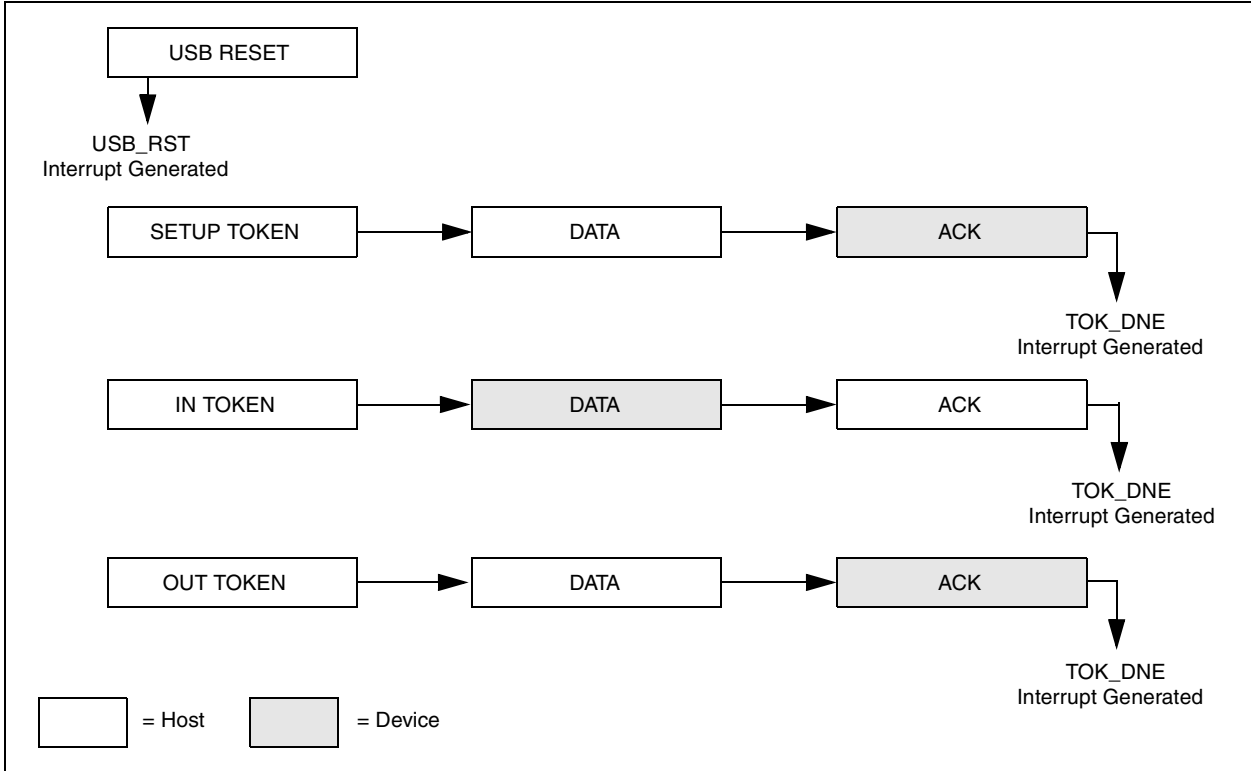 USB RESET
USB_RST
Interrupt Generated
SETUP TOKEN
DATA
ACK
TOK_DNE
Interrupt Generated
IN TOKEN
DATA
ACK
TOK_DNE
Interrupt Generated
OUT TOKEN
DATA
ACK
TOK_DNE
Interrupt Generated
= Host
= Device